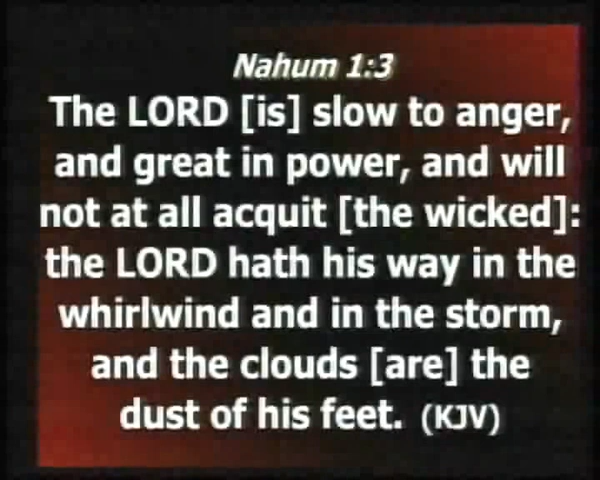 Nahum 1:3
The LORD [is] slow to anger,
and great in power, and will
not at all acquit [the wicked]:
the LORD hath his way in the
whirlwind and in the storm,
and the clouds [are] the
dust of his feet. (KJV)